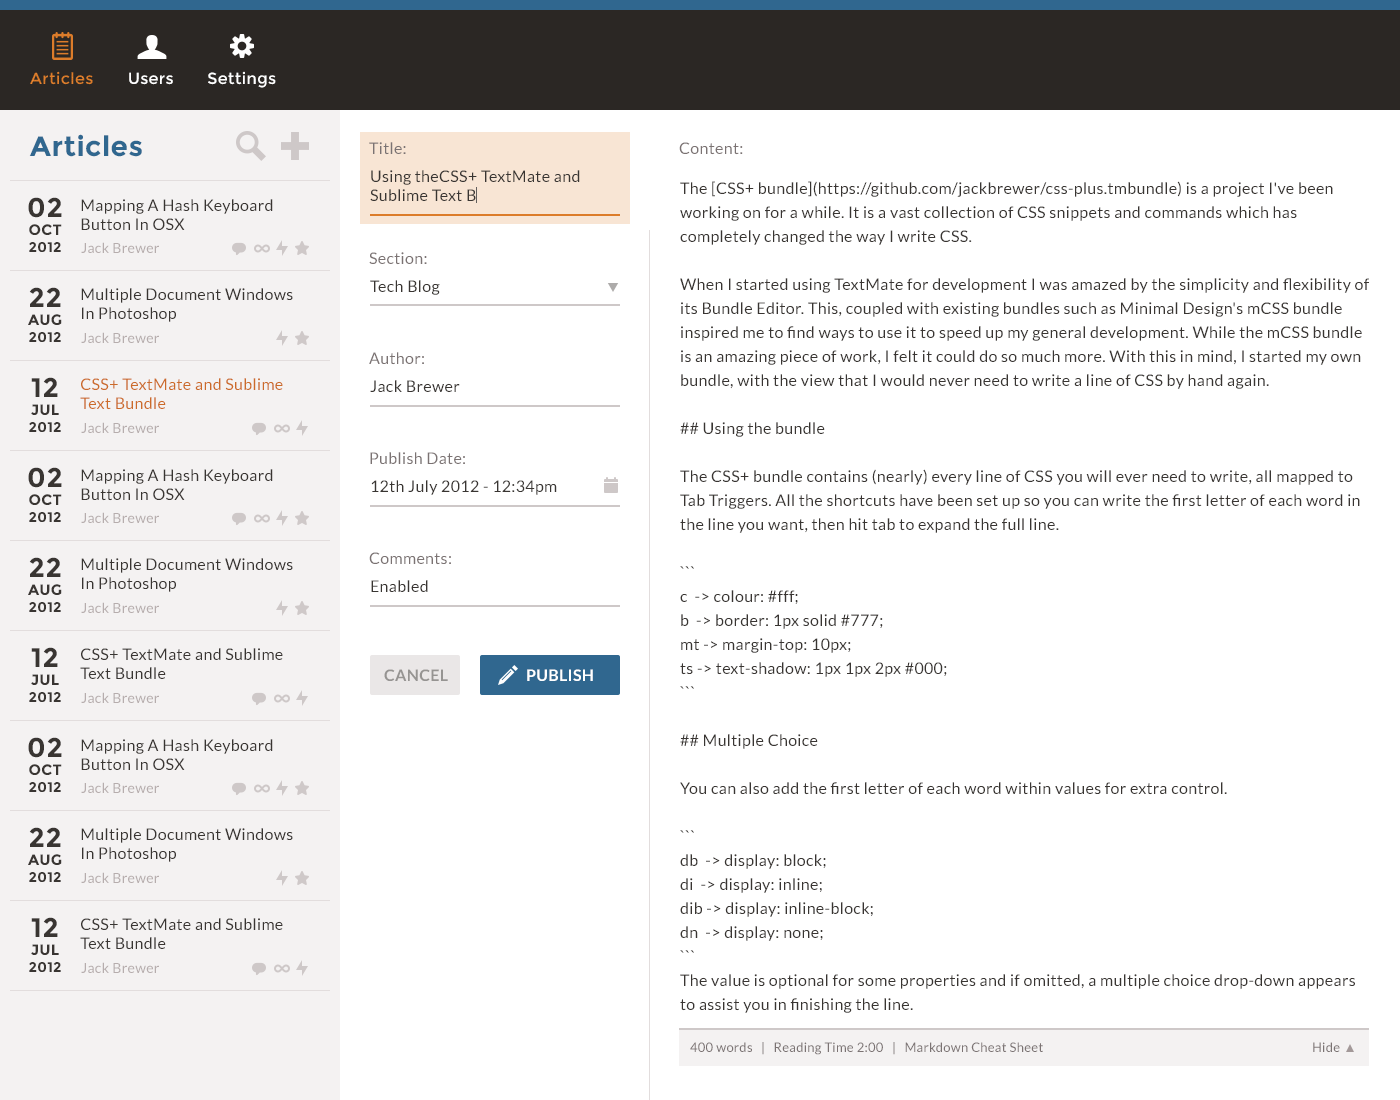 Articles
Users
Settings
Articles
02
OCT
2012
Mapping A Hash Keyboard
Button In OSX
Jack Brewer
22
AUG
2012
Multiple Document Windows
In Photoshop
Jack Brewer
12
JUL
2012
CSS+ TextMate and Sublime
Text Bundle
Jack Brewer
02
OCT
2012
Mapping A Hash Keyboard
Button In OSX
Jack Brewer
22
AUG
2012
Multiple Document Windows
In Photoshop
Jack Brewer
12
JUL
2012
CSS+ TextMate and Sublime
Text Bundle
Jack Brewer
02
OCT
2012
Mapping A Hash Keyboard
Button In OSX
Jack Brewer
22
AUG
2012
Multiple Document Windows
In Photoshop
Jack Brewer
12
JUL
2012
CSS+ TextMate and Sublime
Text Bundle
Jack Brewer
Title:
Using theCSS+ TextMate and
Sublime Text B
Section:
Tech Blog
Author:
Jack Brewer
Publish Date:
12th July 2012 - 12:34pm
Comments:
Enabled
CANCEL
PUBLISH
Content:
The [CSS+ bundle](https://github.com/jackbrewer/css-plus.tmbundle) is a project I've been
working on for a while. It is a vast collection of CSS snippets and commands which has
completely changed the way I write CSS.
When I started using TextMate for development I was amazed by the simplicity and flexibility of
its Bundle Editor. This, coupled with existing bundles such as Minimal Design's mCSS bundle
inspired me to find ways to use it to speed up my general development. While the mCSS bundle
is an amazing piece of work, I felt it could do so much more. With this in mind, I started my own
bundle, with the view that I would never need to write a line of CSS by hand again.
## Using the bundle
The CSS+ bundle contains (nearly) every line of CSS you will ever need to write, all mapped to
Tab Triggers. All the shortcuts have been set up so you can write the first letter of each word in
the line you want, then hit tab to expand the full line.
```
c  -> colour: #fff;
b  -> border: 1px solid #777;
mt -> margin-top: 10px;
ts -> text-shadow: 1px 1px 2px #000;
```
## Multiple Choice
You can also add the first letter of each word within values for extra control.
```
db  -> display: block;
di  -> display: inline;
dib -> display: inline-block;
dn  -> display: none;
```
The value is optional for some properties and if omitted, a multiple choice drop-down appears
to assist you in finishing the line.
400 words | Reading Time 2:00 | Markdown Cheat Sheet
Hide ▲